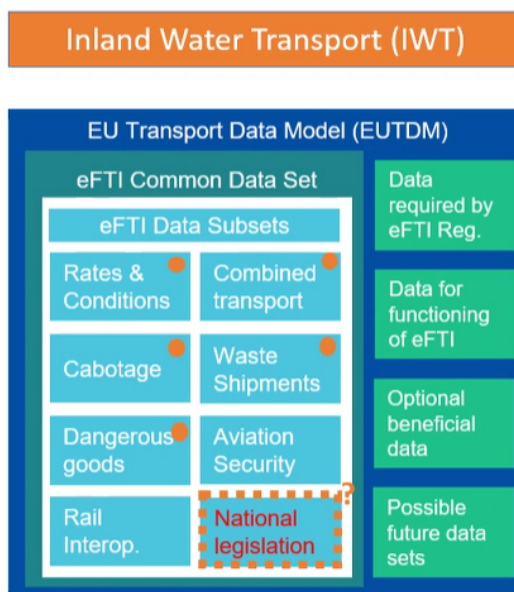 Inland Water Transport (IWT)
EU Transport Data Model (EUTDM)
eFTI Common Data Set
eFTI Data Subsets
Rates &
Conditions
Combined
transport
Cabotage
Waste
Shipments
Dangerous
goods
Aviation
Security
Rail
Interop.
?
National
legislation
Data
required by
eFTI Reg.
Data for
functioning
of eFTI
Optional
beneficial
data
Possible
future data
sets